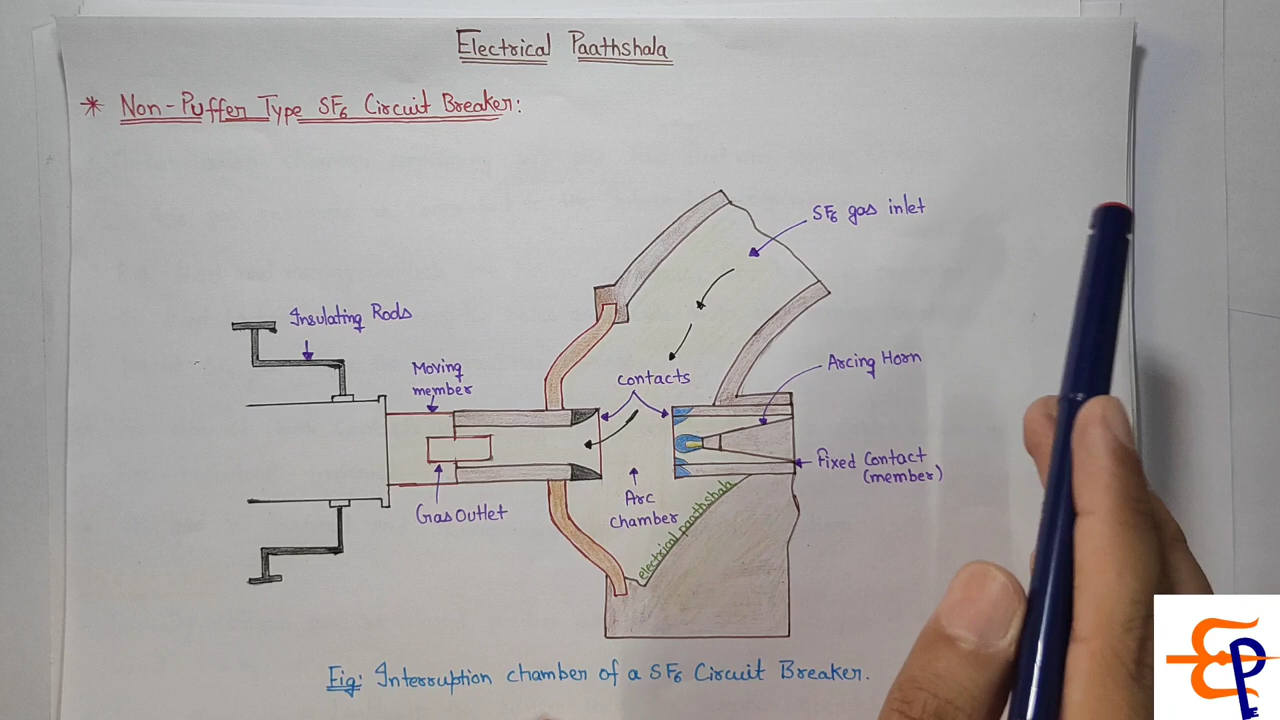 Electrical Paathshala
* Non-Puffer Type SF₆ Circuit Breaker:
SF₆ gas inlet
Insulating Rods
Moving
member
contacts
Arcing Horn
Fixed Contact
(member)
Gas Outlet
Arc
chamber
electrical paathshala
Fig: Interruption chamber of a SF₆ Circuit Breaker.
EP